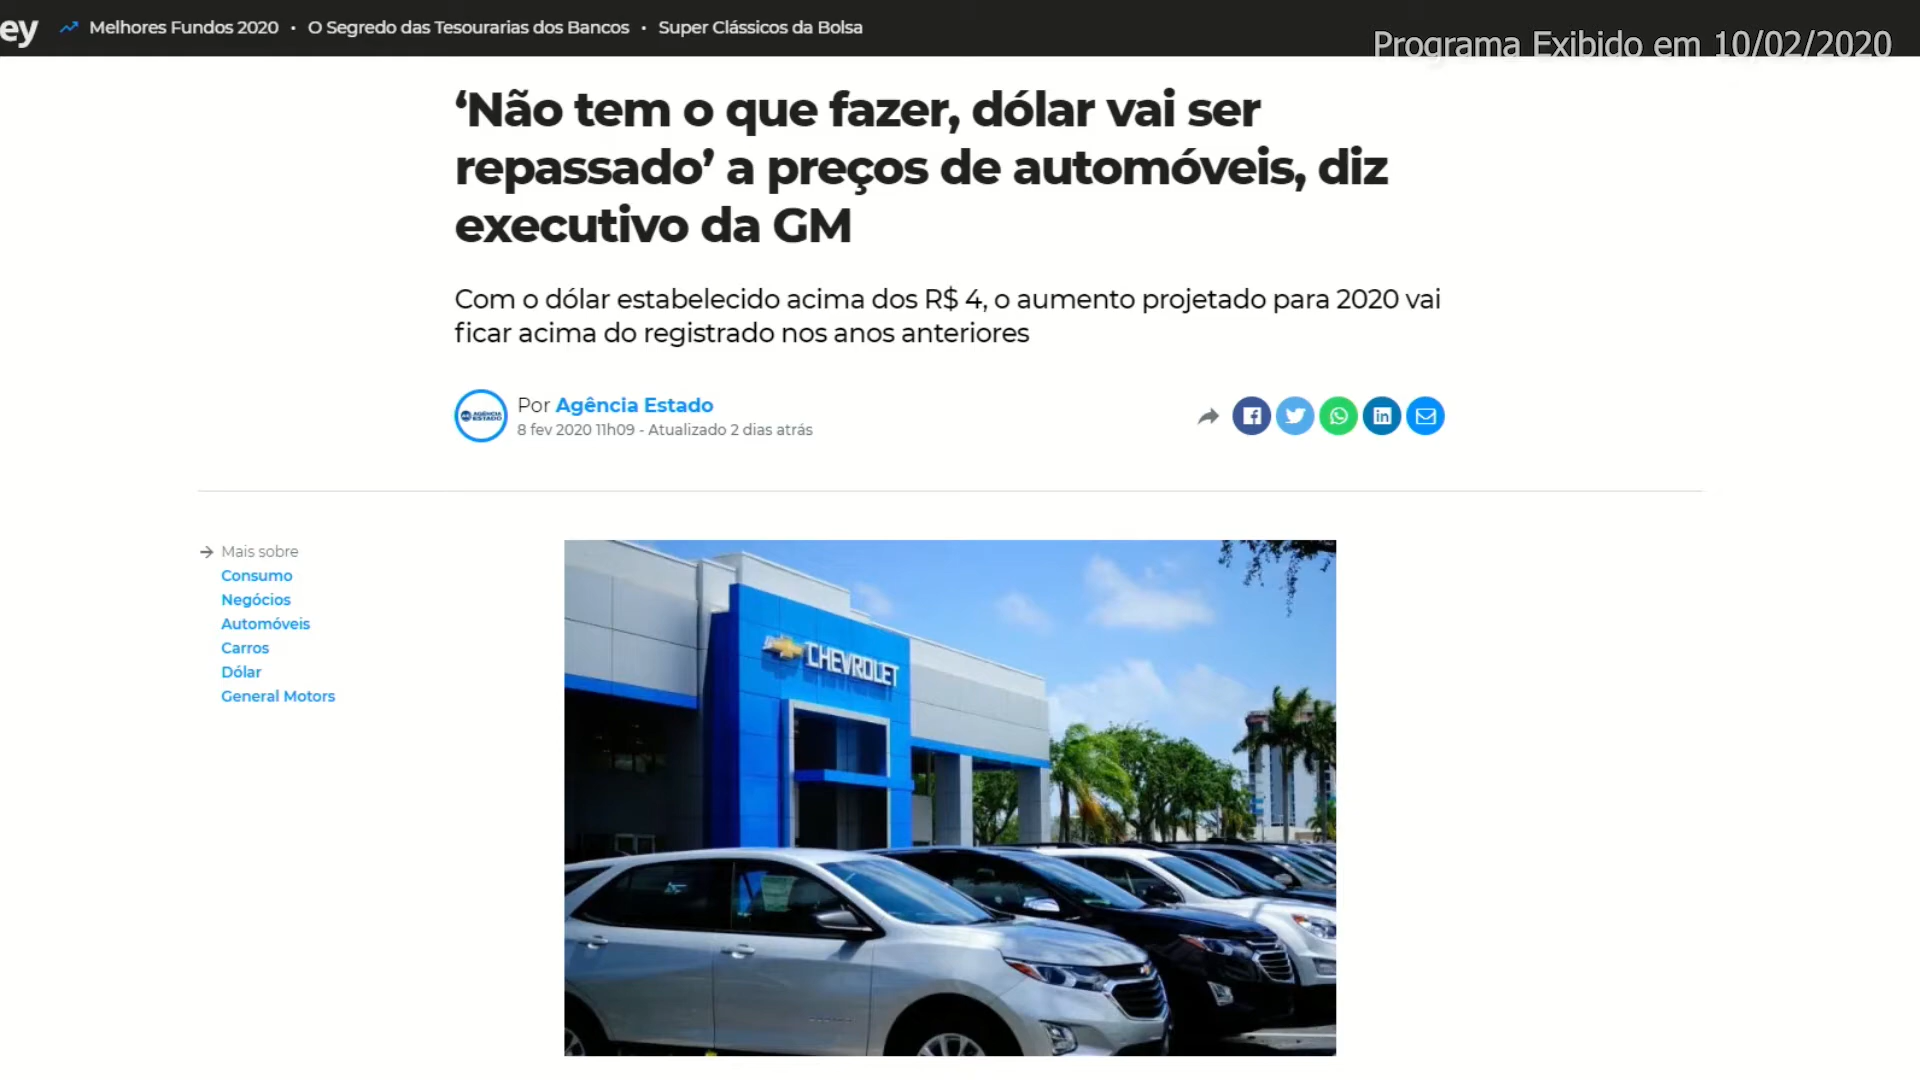 ey Melhores Fundos 2020 • O Segredo das Tesourarias dos Bancos • Super Clássicos da Bolsa
Programa Exibido em 10/02/2020
‘Não tem o que fazer, dólar vai ser
repassado’ a preços de automóveis, diz
executivo da GM
Com o dólar estabelecido acima dos R$ 4, o aumento projetado para 2020 vai
ficar acima do registrado nos anos anteriores
AGÊNCIA
ESTADO
Por Agência Estado
8 fev 2020 11h09 - Atualizado 2 dias atrás
Mais sobre
Consumo
Negócios
Automóveis
Carros
Dólar
General Motors
CHEVROLET